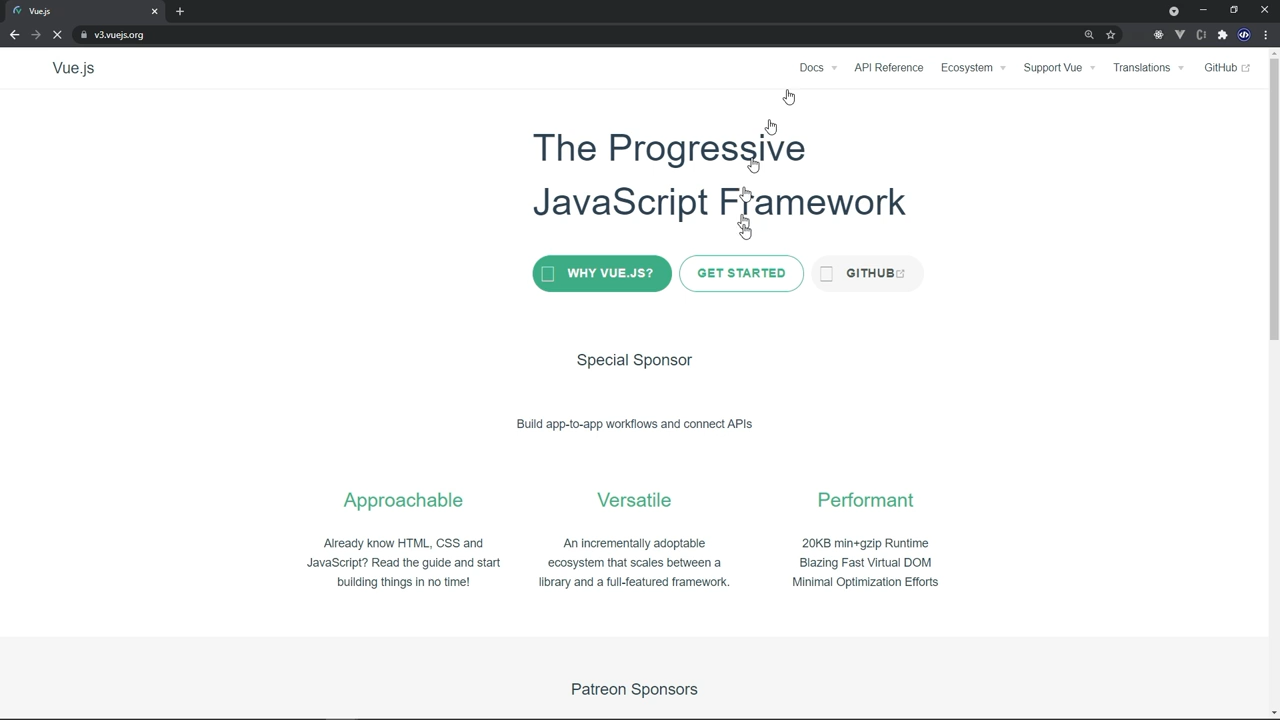 Vue.js
v3.vuejs.org
Vue.js
Docs API Reference Ecosystem Support Vue Translations GitHub
The Progressive
JavaScript Framework
WHY VUE.JS? GET STARTED GITHUB
Special Sponsor
Build app-to-app workflows and connect APIs
Approachable
Already know HTML, CSS and
JavaScript? Read the guide and start
building things in no time!
Versatile
An incrementally adoptable
ecosystem that scales between a
library and a full-featured framework.
Performant
20KB min+gzip Runtime
Blazing Fast Virtual DOM
Minimal Optimization Efforts
Patreon Sponsors